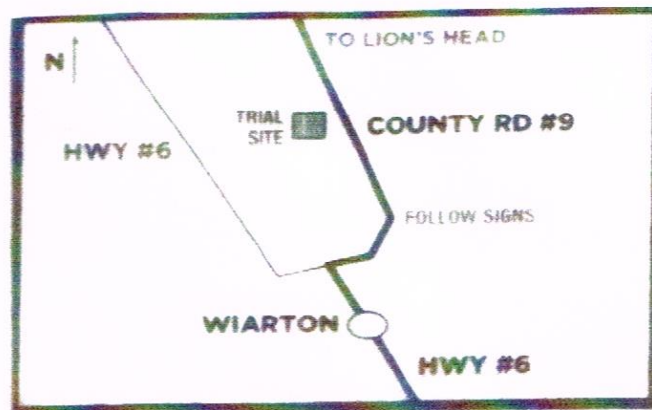 TO LION'S HEAD
N
TRIAL
SITE
COUNTY RD #9
HWY #6
FOLLOW SIGNS
WIARTON
HWY #6